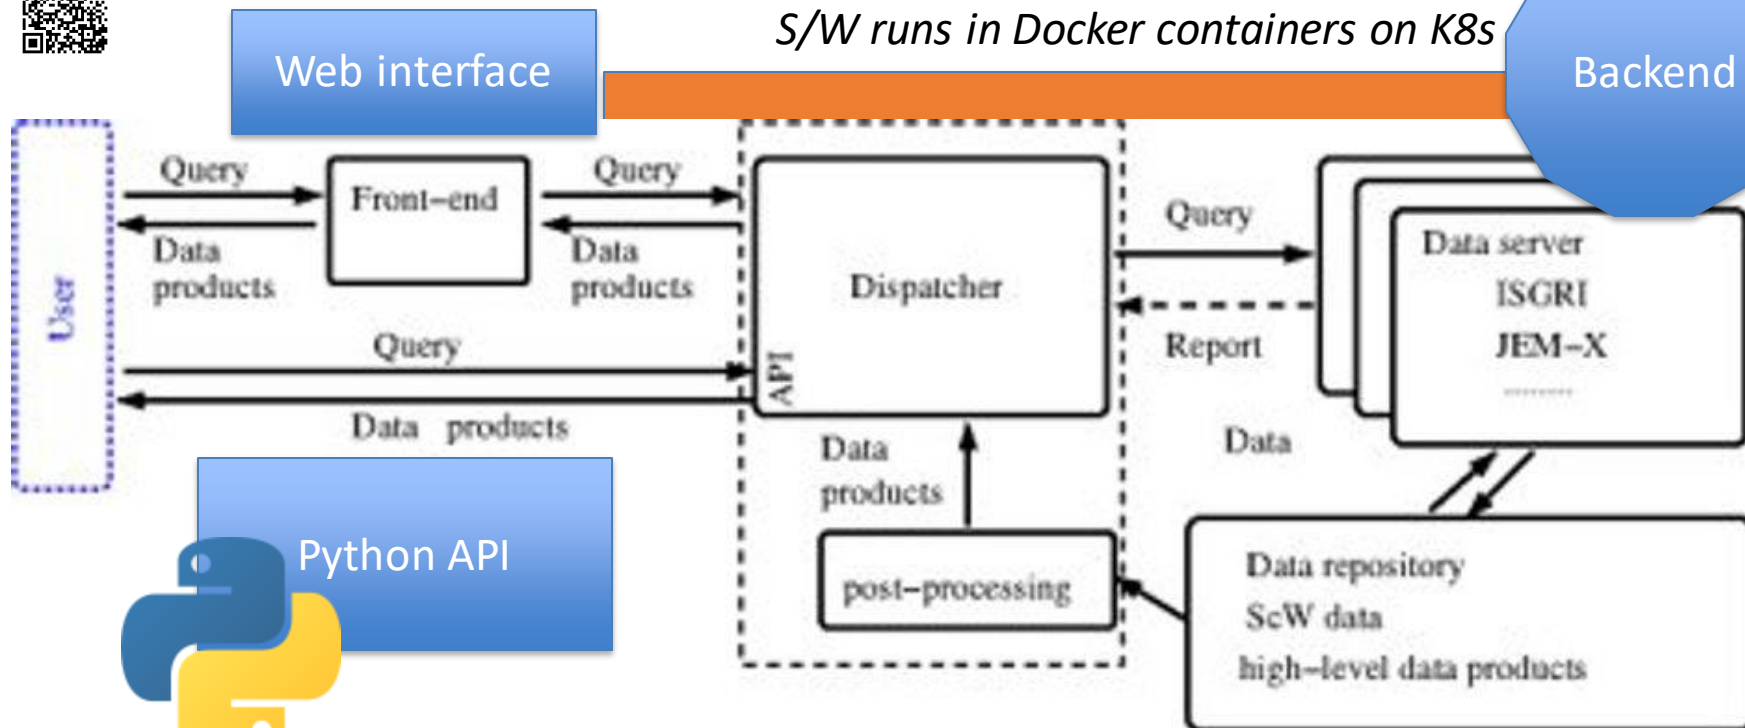 S/W runs in Docker containers on K8s
Web interface
Backend
User
Query
Front-end
Data
products
Query
Data
products
Query
Data products
API
Dispatcher
Query
Report
Data server
ISGRI
JEM-X
.........
Data
Data
products
post-processing
Data repository
ScW data
high-level data products
Python API